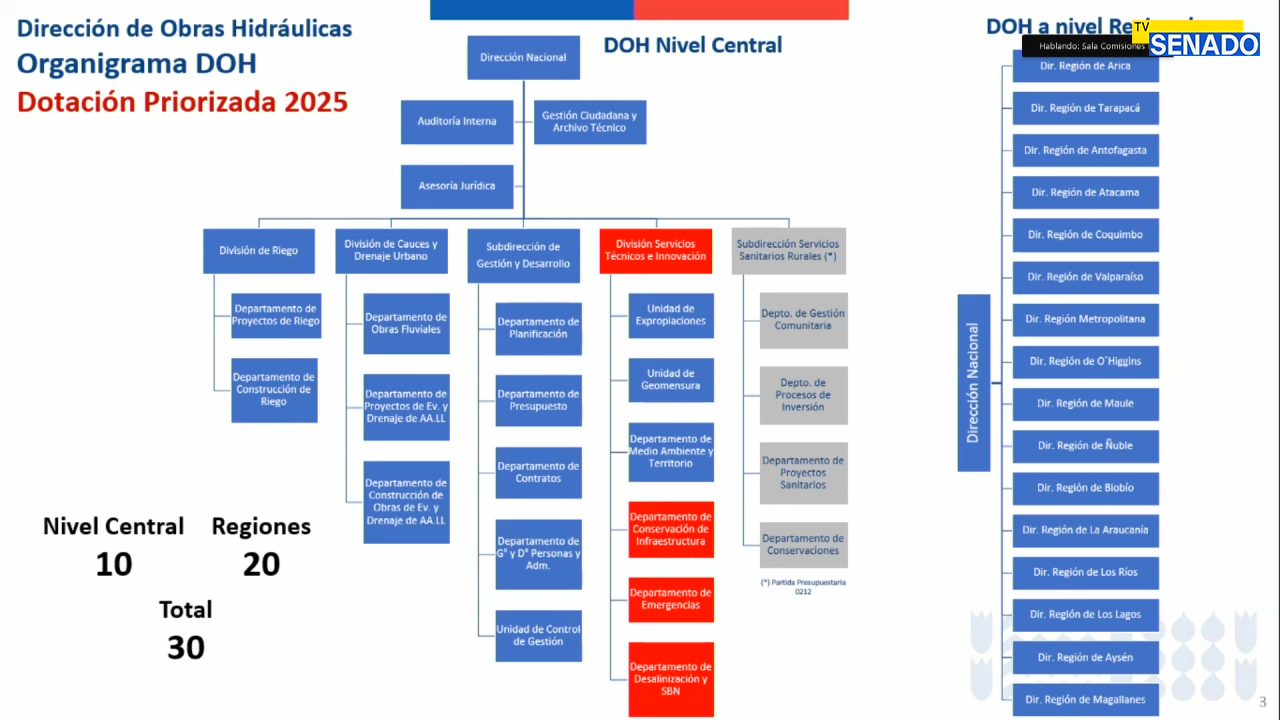 Dirección de Obras Hidráulicas
Organigrama DOH
Dotación Priorizada 2025
DOH Nivel Central
DOH a nivel
TV
SENADO
Hablando: Sala Comisiones
Dirección Nacional
Auditoría Interna
Gestión Ciudadana y
Archivo Técnico
Asesoría Jurídica
División de Riego
Departamento de
Proyectos de Riego
Departamento de
Construcción de
Riego
División de Cauces y
Drenaje Urbano
Departamento de
Obras Fluviales
Departamento de
Proyectos de Ev. y
Drenaje de AA.LL
Departamento de
Construcción de
Obras de Ev. y
Drenaje de AA.LL
Subdirección de
Gestión y Desarrollo
Departamento de
Planificación
Departamento de
Presupuesto
Departamento de
Contratos
Departamento de
G° y D° Personas y
Adm.
Unidad de Control
de Gestión
División Servicios
Técnicos e Innovación
Unidad de
Expropiaciones
Unidad de
Geomensura
Departamento de
Medio Ambiente y
Territorio
Departamento de
Conservación de
Infraestructura
Departamento de
Emergencias
Departamento de
Desalinización y
SBN
Subdirección Servicios
Sanitarios Rurales (*)
Depto. de Gestión
Comunitaria
Depto. de
Procesos de
Inversión
Departamento de
Proyectos
Sanitarios
Departamento de
Conservaciones
(*) Partida Presupuestaria
0212
Nivel Central
10
Regiones
20
Total
30
Dirección Nacional
Dir. Región de Arica
Dir. Región de Tarapacá
Dir. Región de Antofagasta
Dir. Región de Atacama
Dir. Región de Coquimbo
Dir. Región de Valparaíso
Dir. Región Metropolitana
Dir. Región de O´Higgins
Dir. Región de Maule
Dir. Región de Ñuble
Dir. Región de Biobío
Dir. Región de La Araucanía
Dir. Región de Los Ríos
Dir. Región de Los Lagos
Dir. Región de Aysén
Dir. Región de Magallanes
3